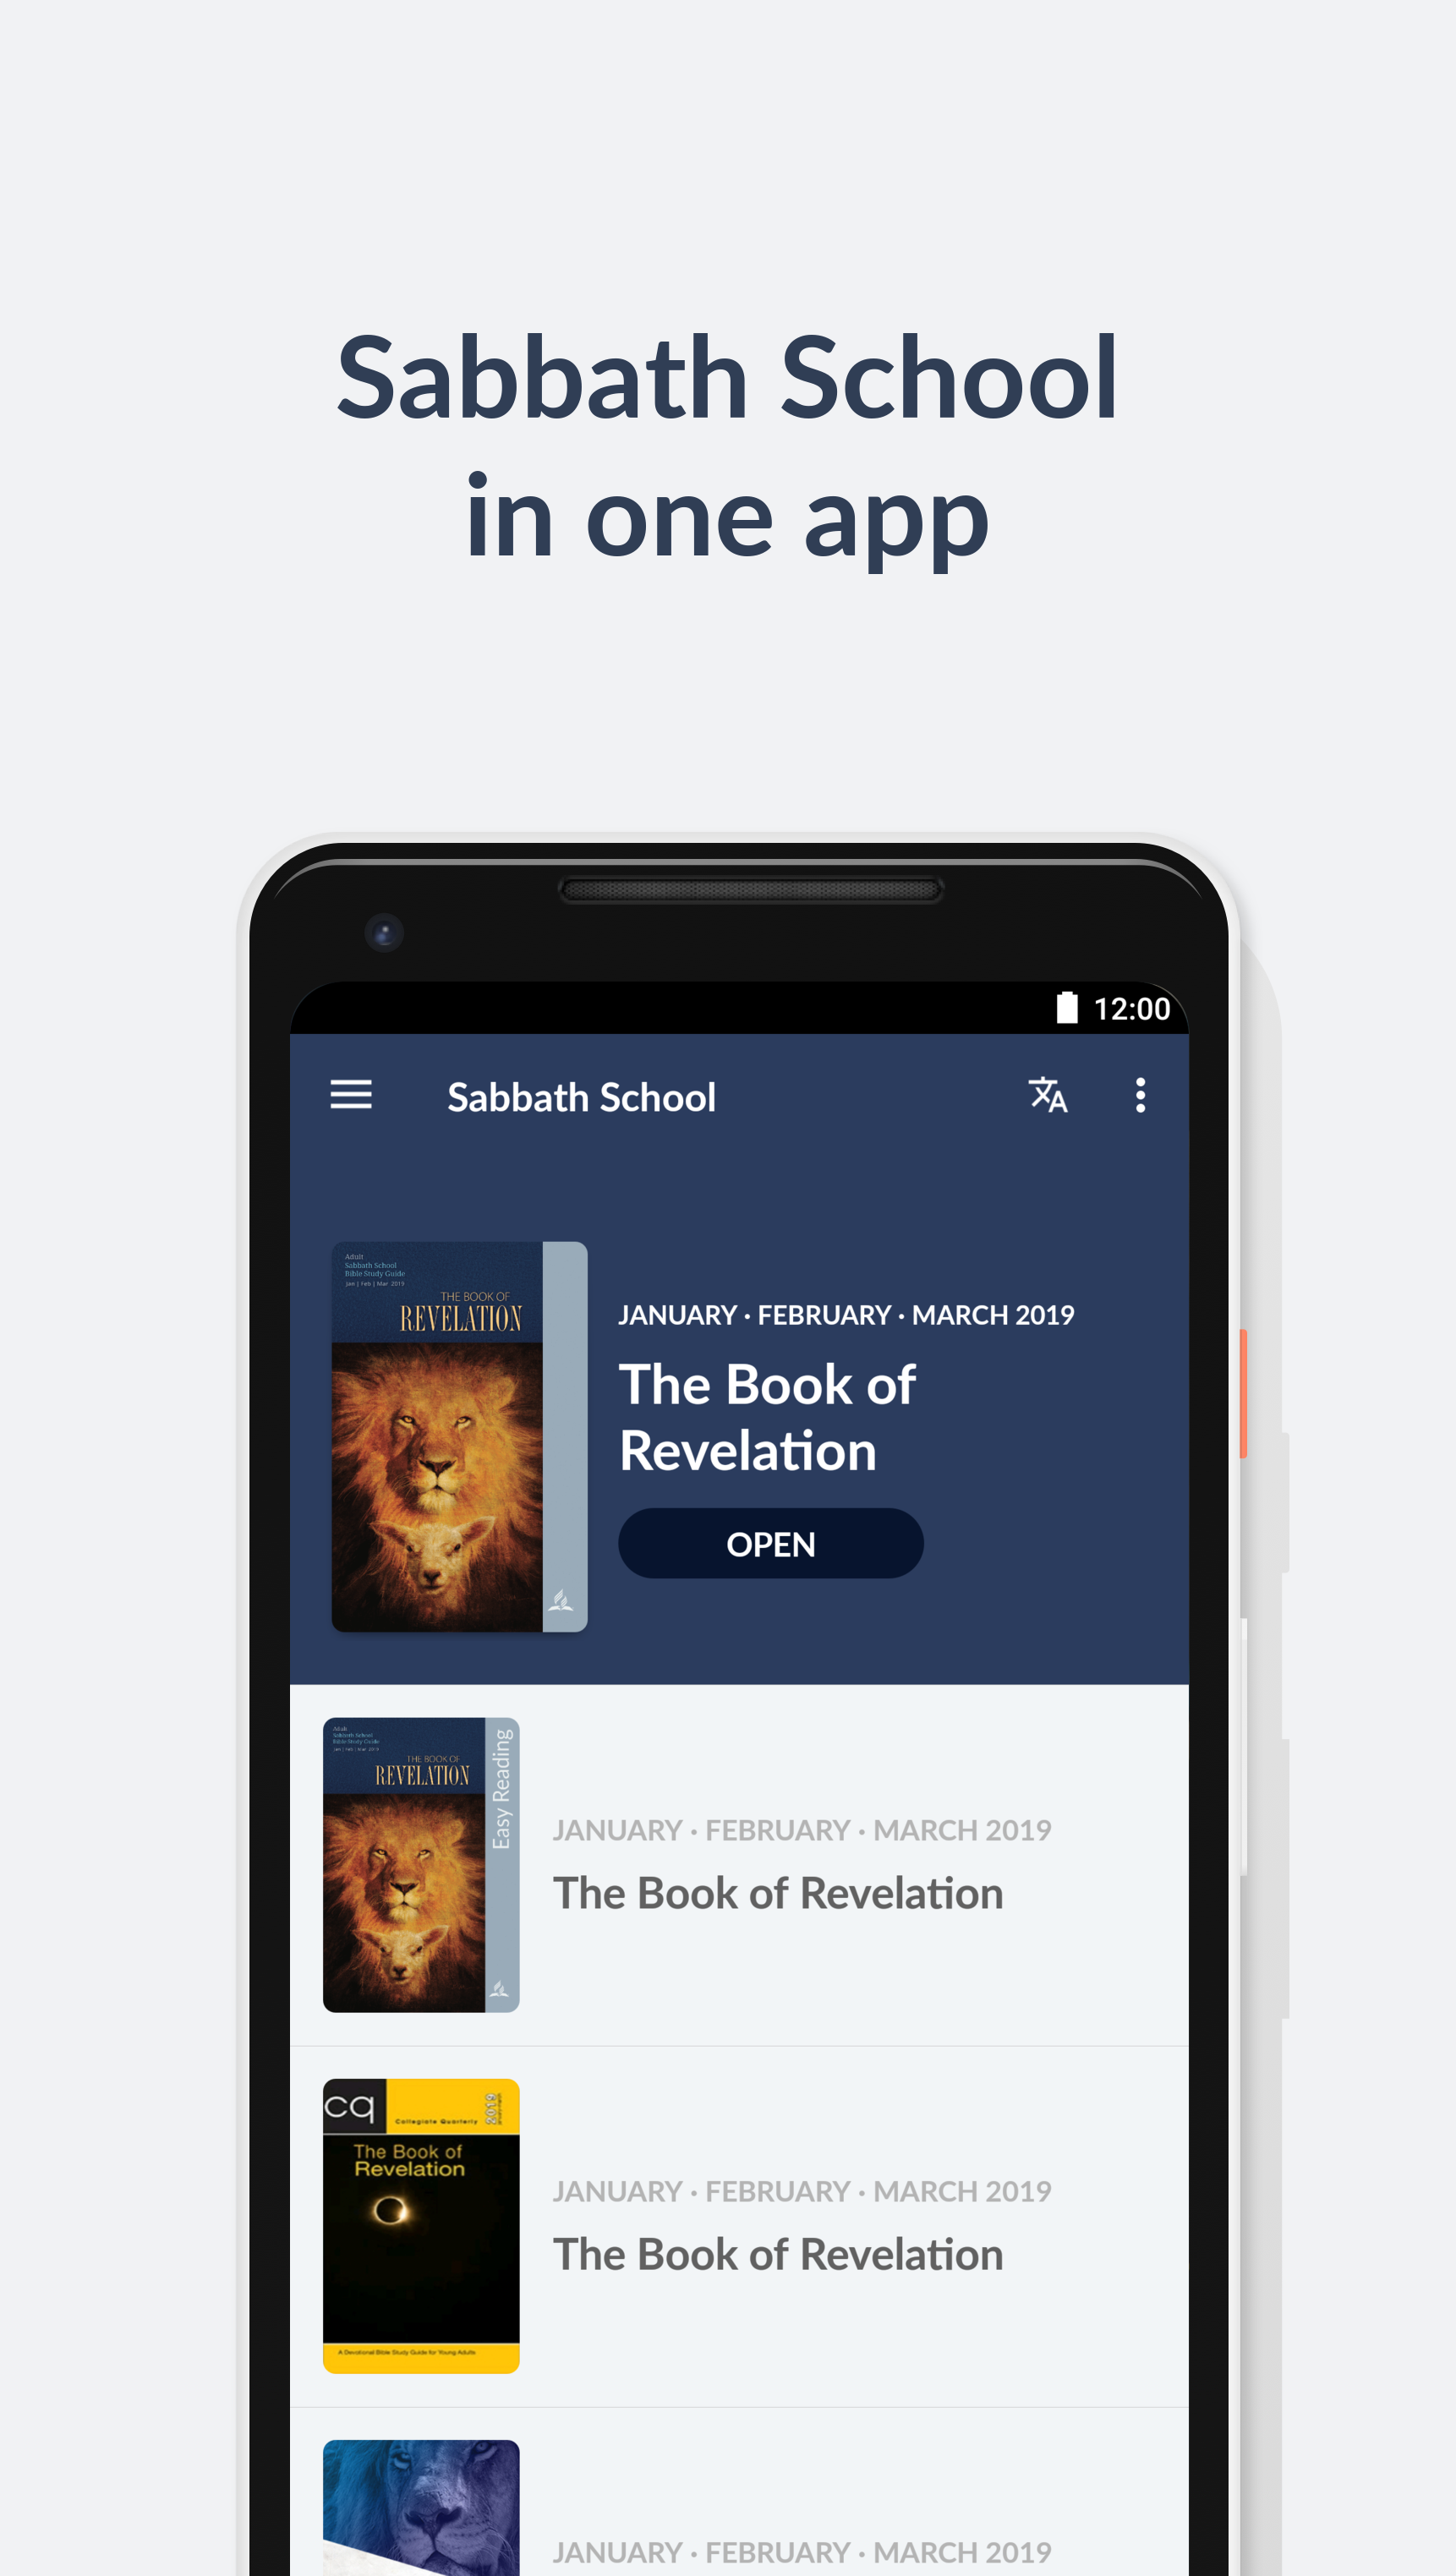 Sabbath School
in one app
12:00
Sabbath School
Adult
Sabbath School
Bible Study Guide
Jan | Feb | Mar 2019
THE BOOK OF
REVELATION
JANUARY · FEBRUARY · MARCH 2019
The Book of
Revelation
OPEN
Adult
Sabbath School
Bible Study Guide
Jan | Feb | Mar 2019
THE BOOK OF
REVELATION
Easy Reading
JANUARY · FEBRUARY · MARCH 2019
The Book of Revelation
cq
Collegiate Quarterly
2019
The Book of
Revelation
A Devotional Bible Study Guide for Young Adults
JANUARY · FEBRUARY · MARCH 2019
The Book of Revelation
JANUARY · FEBRUARY · MARCH 2019